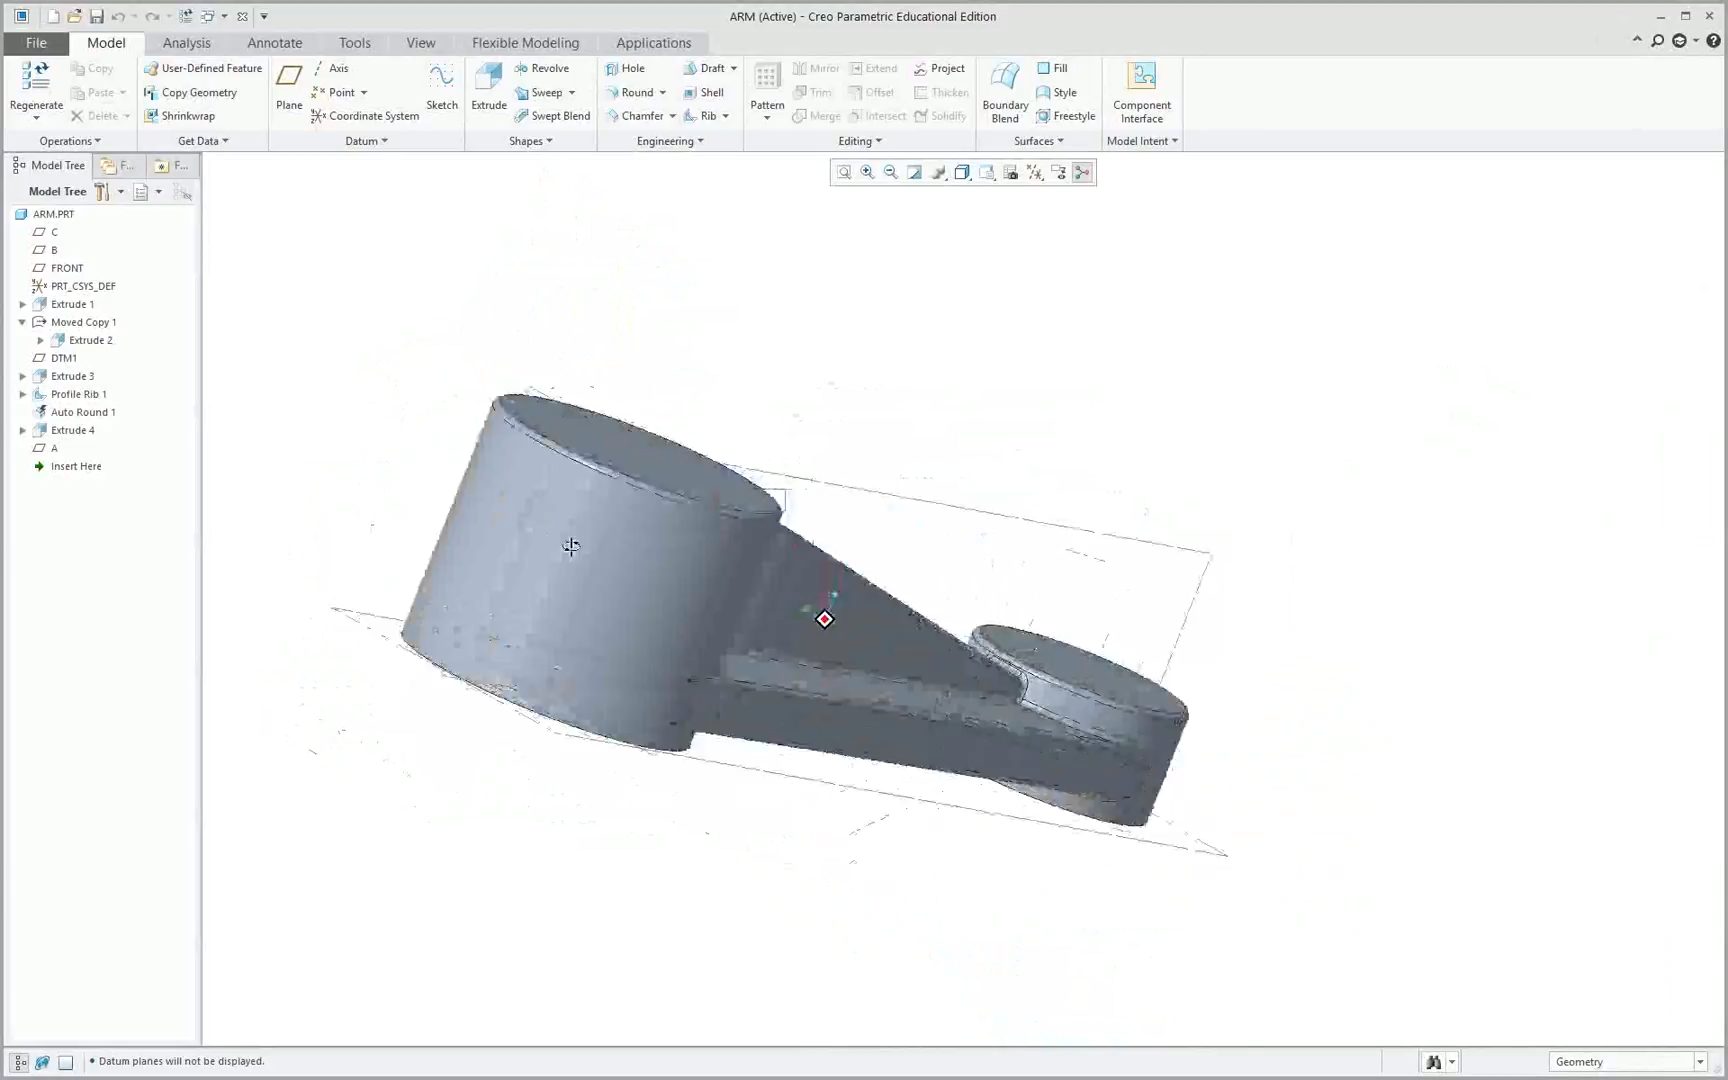 ARM (Active) - Creo Parametric Educational Edition
File Model Analysis Annotate Tools View Flexible Modeling Applications
Regenerate
Copy
Paste
Delete
Operations
User-Defined Feature
Copy Geometry
Shrinkwrap
Get Data
Plane
Axis
Point
Coordinate System
Sketch
Datum
Extrude
Revolve
Sweep
Swept Blend
Shapes
Hole
Round
Chamfer
Draft
Shell
Rib
Engineering
Pattern
Mirror
Trim
Merge
Extend
Offset
Intersect
Project
Thicken
Solidify
Editing
Boundary
Blend
Fill
Style
Freestyle
Surfaces
Component
Interface
Model Intent
Model Tree F... F...
Model Tree
ARM.PRT
C
B
FRONT
PRT_CSYS_DEF
Extrude 1
Moved Copy 1
Extrude 2
DTM1
Extrude 3
Profile Rib 1
Auto Round 1
Extrude 4
A
Insert Here
• Datum planes will not be displayed.
Geometry